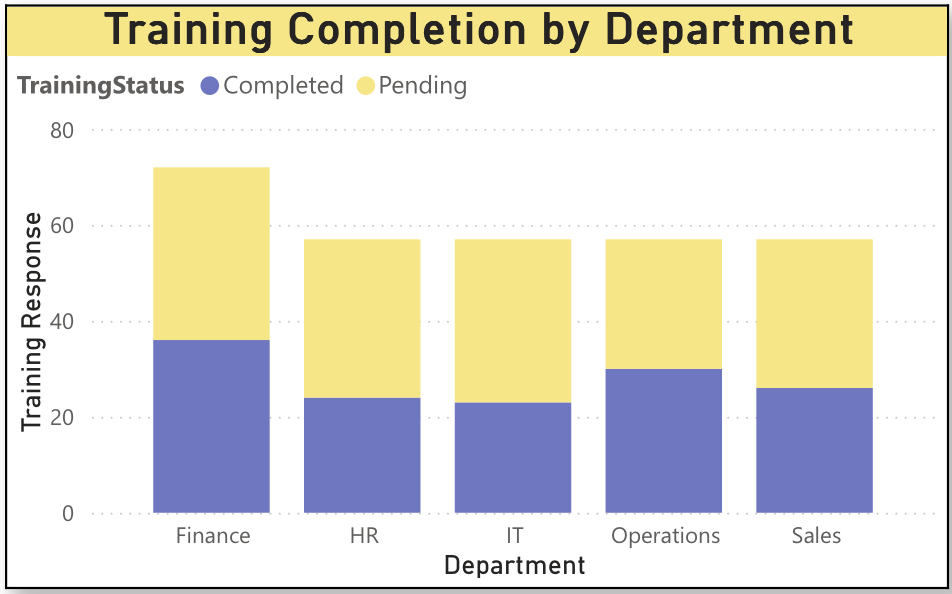 Training Completion by Department
TrainingStatus Completed Pending
80
60
40
20
0
Training Response
Finance HR IT Operations Sales
Department